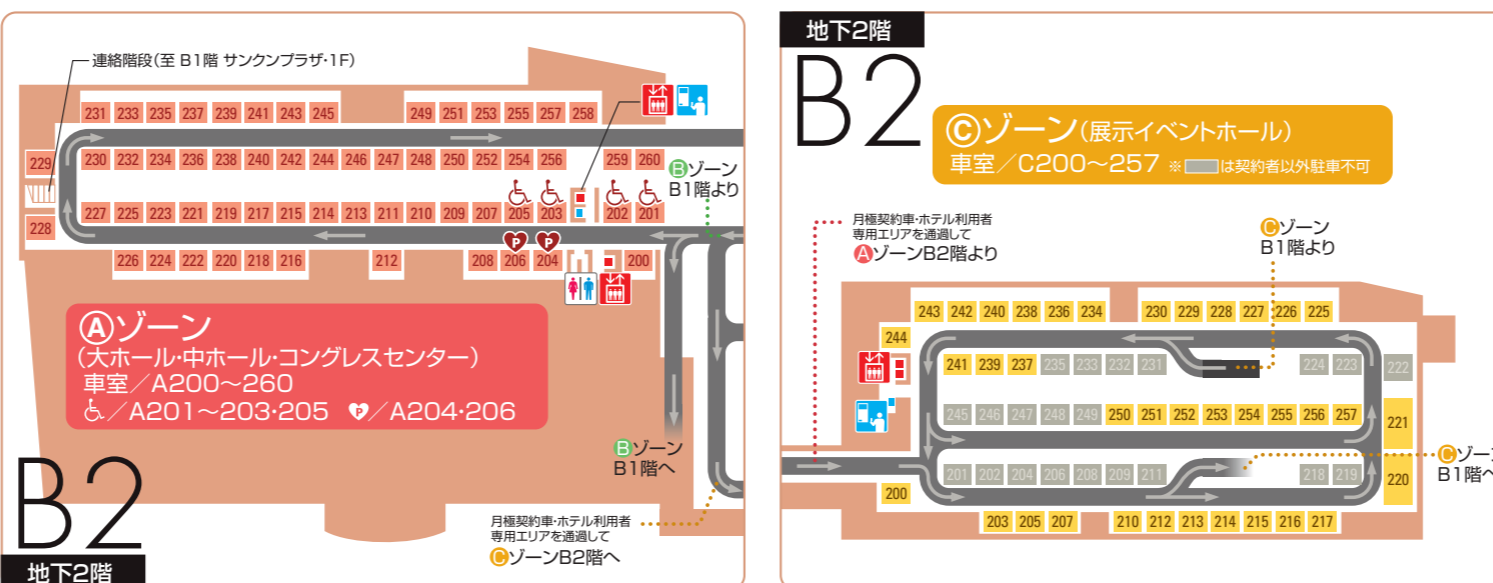 連絡階段(至 B1階 サンクンプラザ・1F)
231 233 235 237 239 241 243 245 249 251 253 255 257 258
229 230 232 234 236 238 240 242 244 246 247 248 250 252 254 256 259 260
Bゾーン
B1階より
227 225 223 221 219 217 215 214 213 211 210 209 207 205 203 202 201
228
P P
226 224 222 220 218 216 212 208 206 204 200
Aゾーン
(大ホール・中ホール・コングレスセンター)
車室/A200〜260
/A201〜203・205 P/A204・206
Bゾーン
B1階へ
月極契約車・ホテル利用者
専用エリアを通過して
CゾーンB2階へ
B2
地下2階
地下2階
B2
Cゾーン(展示イベントホール)
車室/C200〜257 ※ は契約者以外駐車不可
月極契約車・ホテル利用者
専用エリアを通過して
AゾーンB2階より
Cゾーン
B1階より
243 242 240 238 236 234 230 229 228 227 226 225
244
241 239 237 235 233 232 231 224 223 222
245 246 247 248 249 250 251 252 253 254 255 256 257 221
201 202 204 206 208 209 211 218 219 220
Cゾーン
B1階へ
200
203 205 207 210 212 213 214 215 216 217